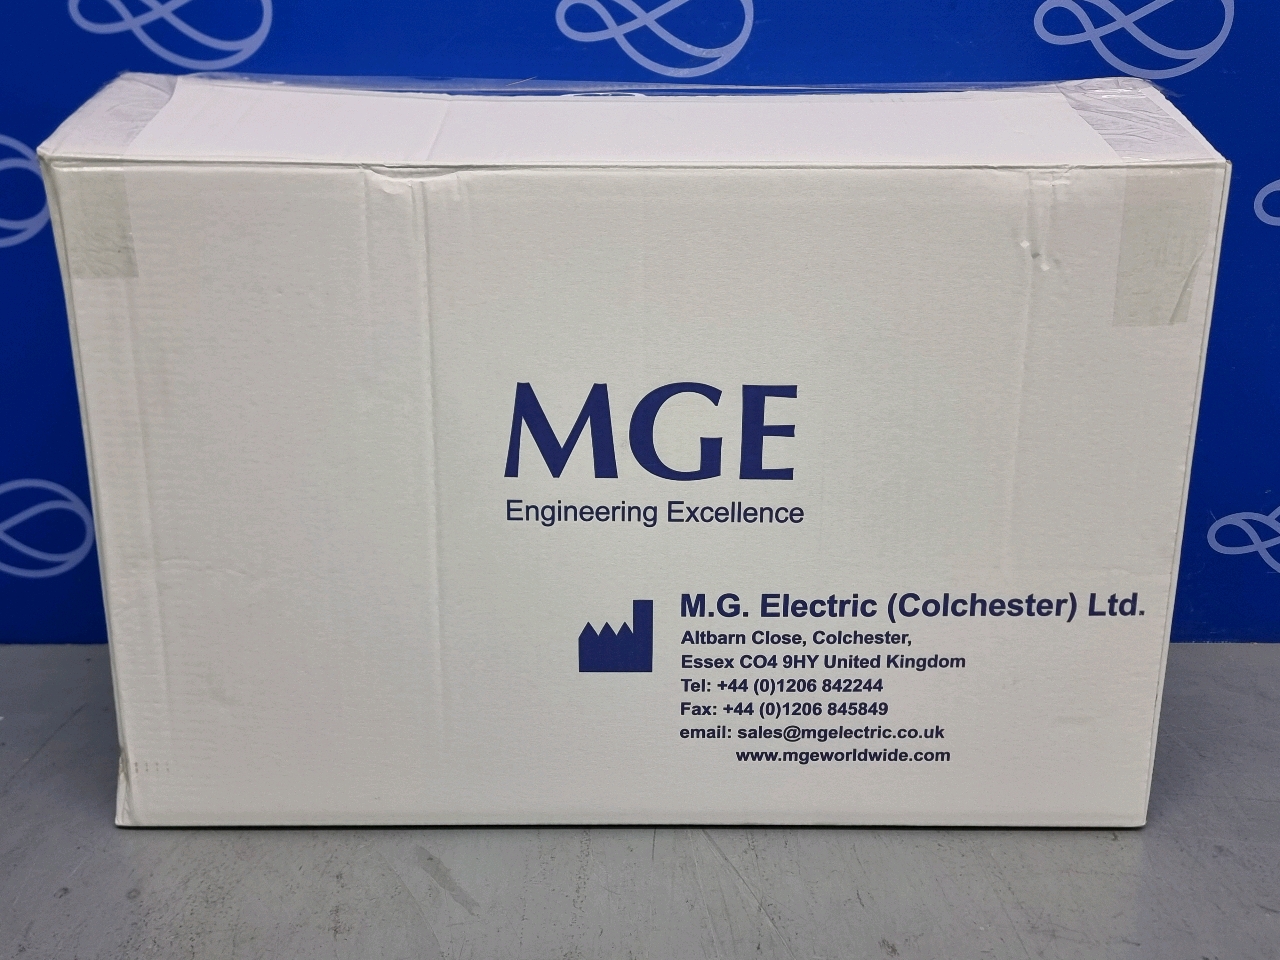 MGE
Engineering Excellence
M.G. Electric (Colchester) Ltd.
Altbarn Close, Colchester,
Essex CO4 9HY United Kingdom
Tel: +44 (0)1206 842244
Fax: +44 (0)1206 845849
email: sales@mgelectric.co.uk
www.mgeworldwide.com